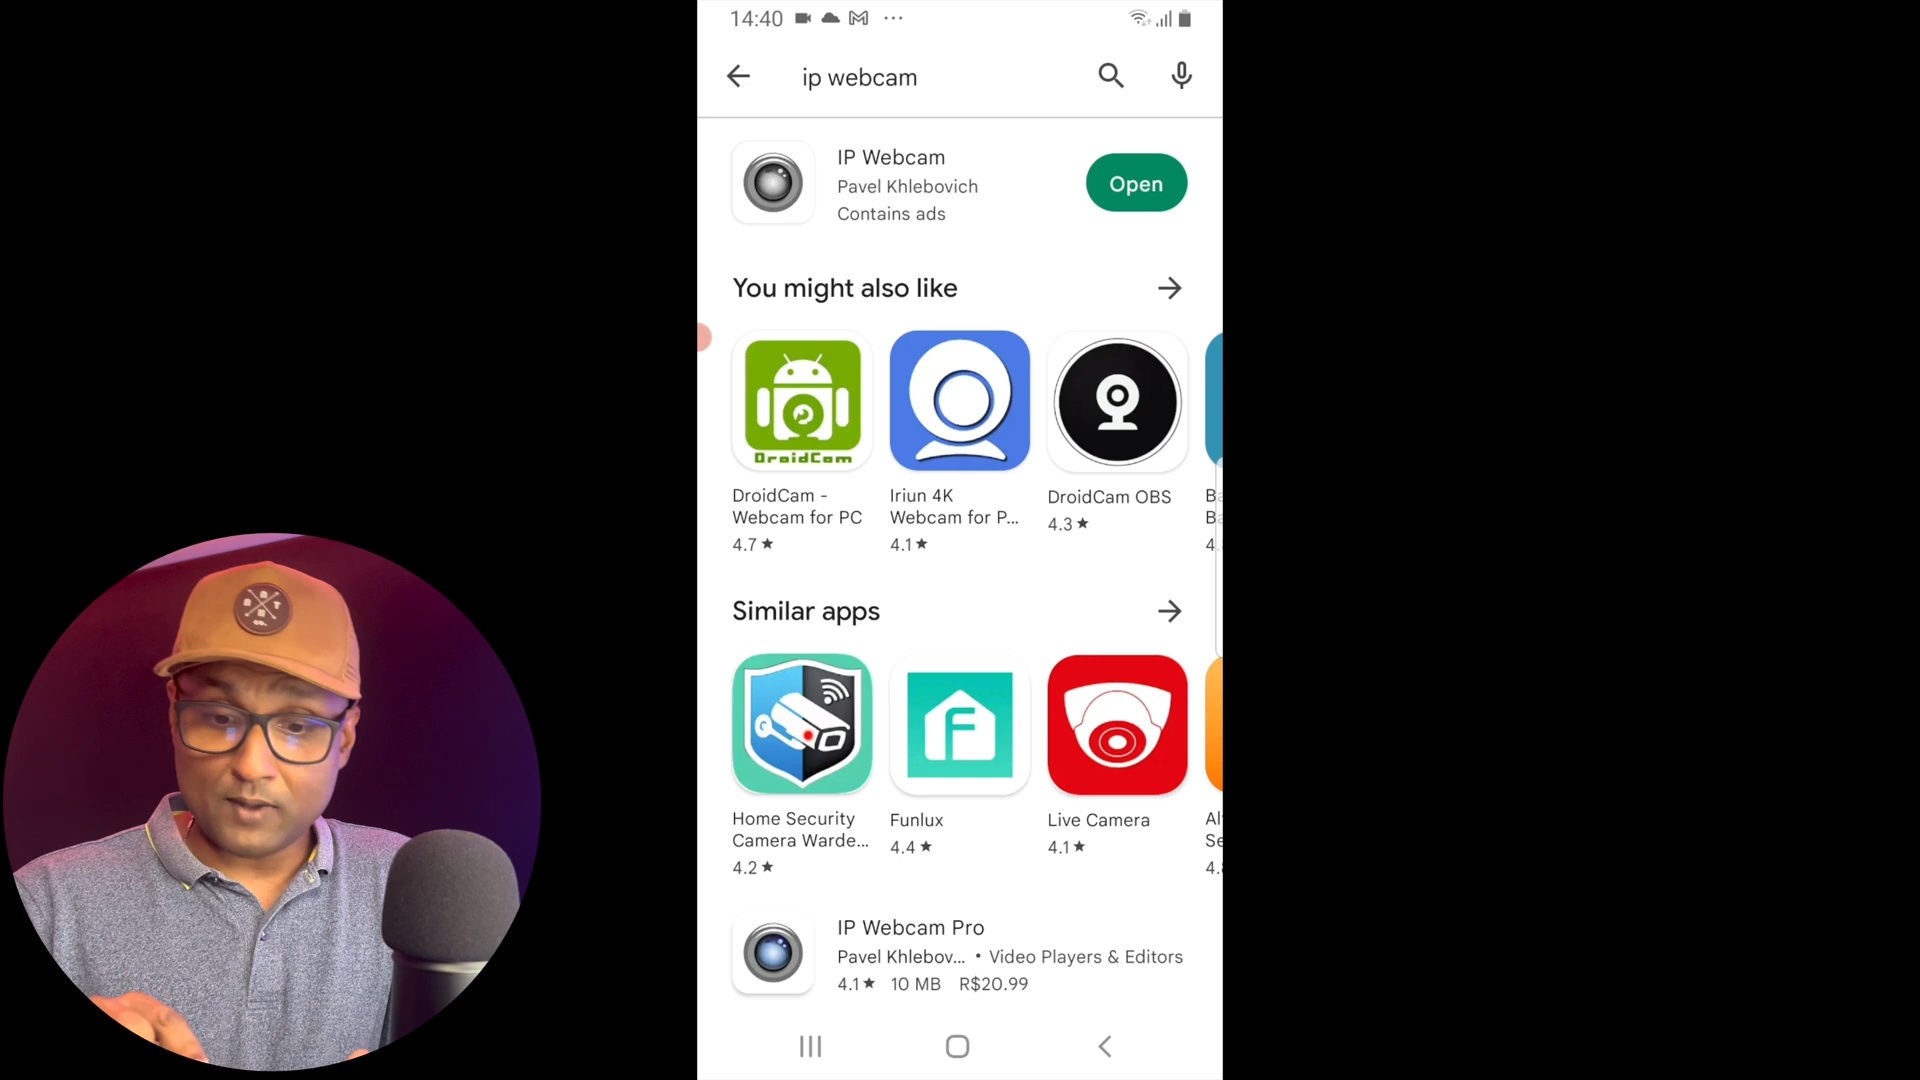 14:40
ip webcam
IP Webcam
Pavel Khlebovich
Contains ads
Open
You might also like
DroidCam
DroidCam -
Webcam for PC
4.7★
Iriun 4K
Webcam for P...
4.1★
DroidCam OBS
4.3★
Similar apps
Home Security
Camera Warde...
4.2★
F
Funlux
4.4★
Live Camera
4.1★
IP Webcam Pro
Pavel Khlebov... • Video Players & Editors
4.1★ 10 MB R$20.99